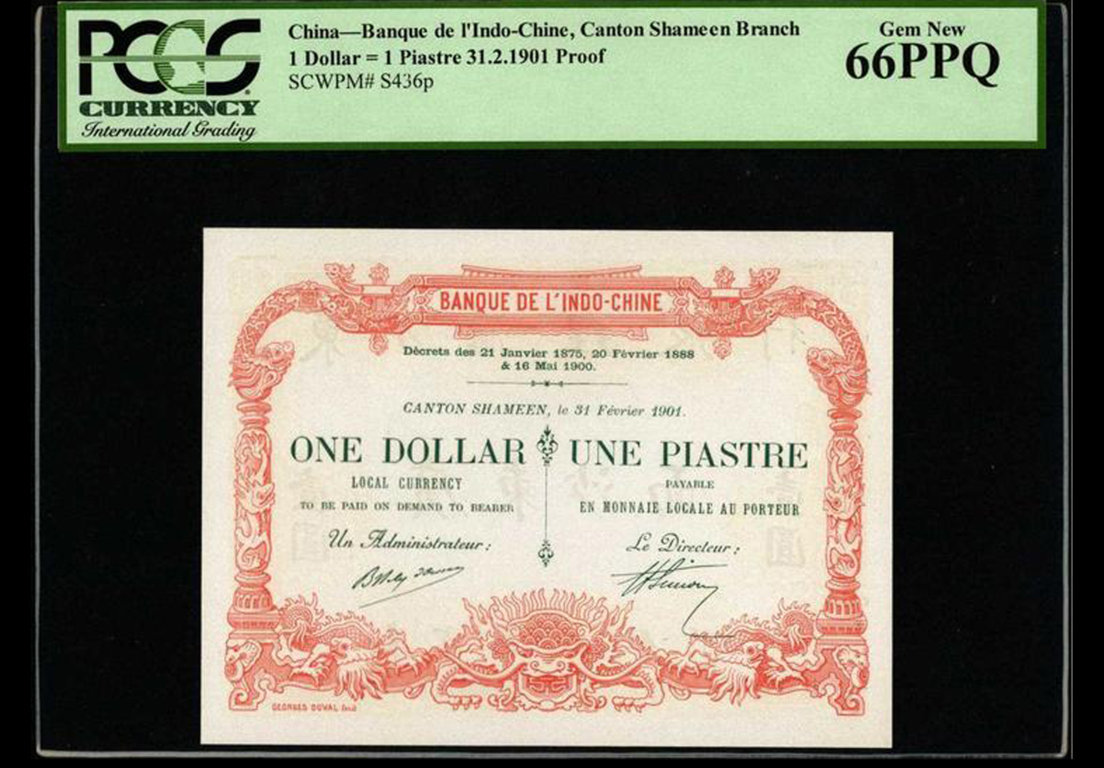 PCGS
CURRENCY
International Grading
China—Banque de l'Indo-Chine, Canton Shameen Branch
1 Dollar = 1 Piastre 31.2.1901 Proof
SCWPM# S436p
Gem New
66PPQ
BANQUE DE L'INDO-CHINE
Décrets des 21 Janvier 1875, 20 Février 1888
& 16 Mai 1900.
CANTON SHAMEEN, le 31 Février 1901.
ONE DOLLAR UNE PIASTRE
LOCAL CURRENCY PAYABLE
TO BE PAID ON DEMAND TO BEARER EN MONNAIE LOCALE AU PORTEUR
Un Administrateur: Le Directeur:
GEORGES DUVAL